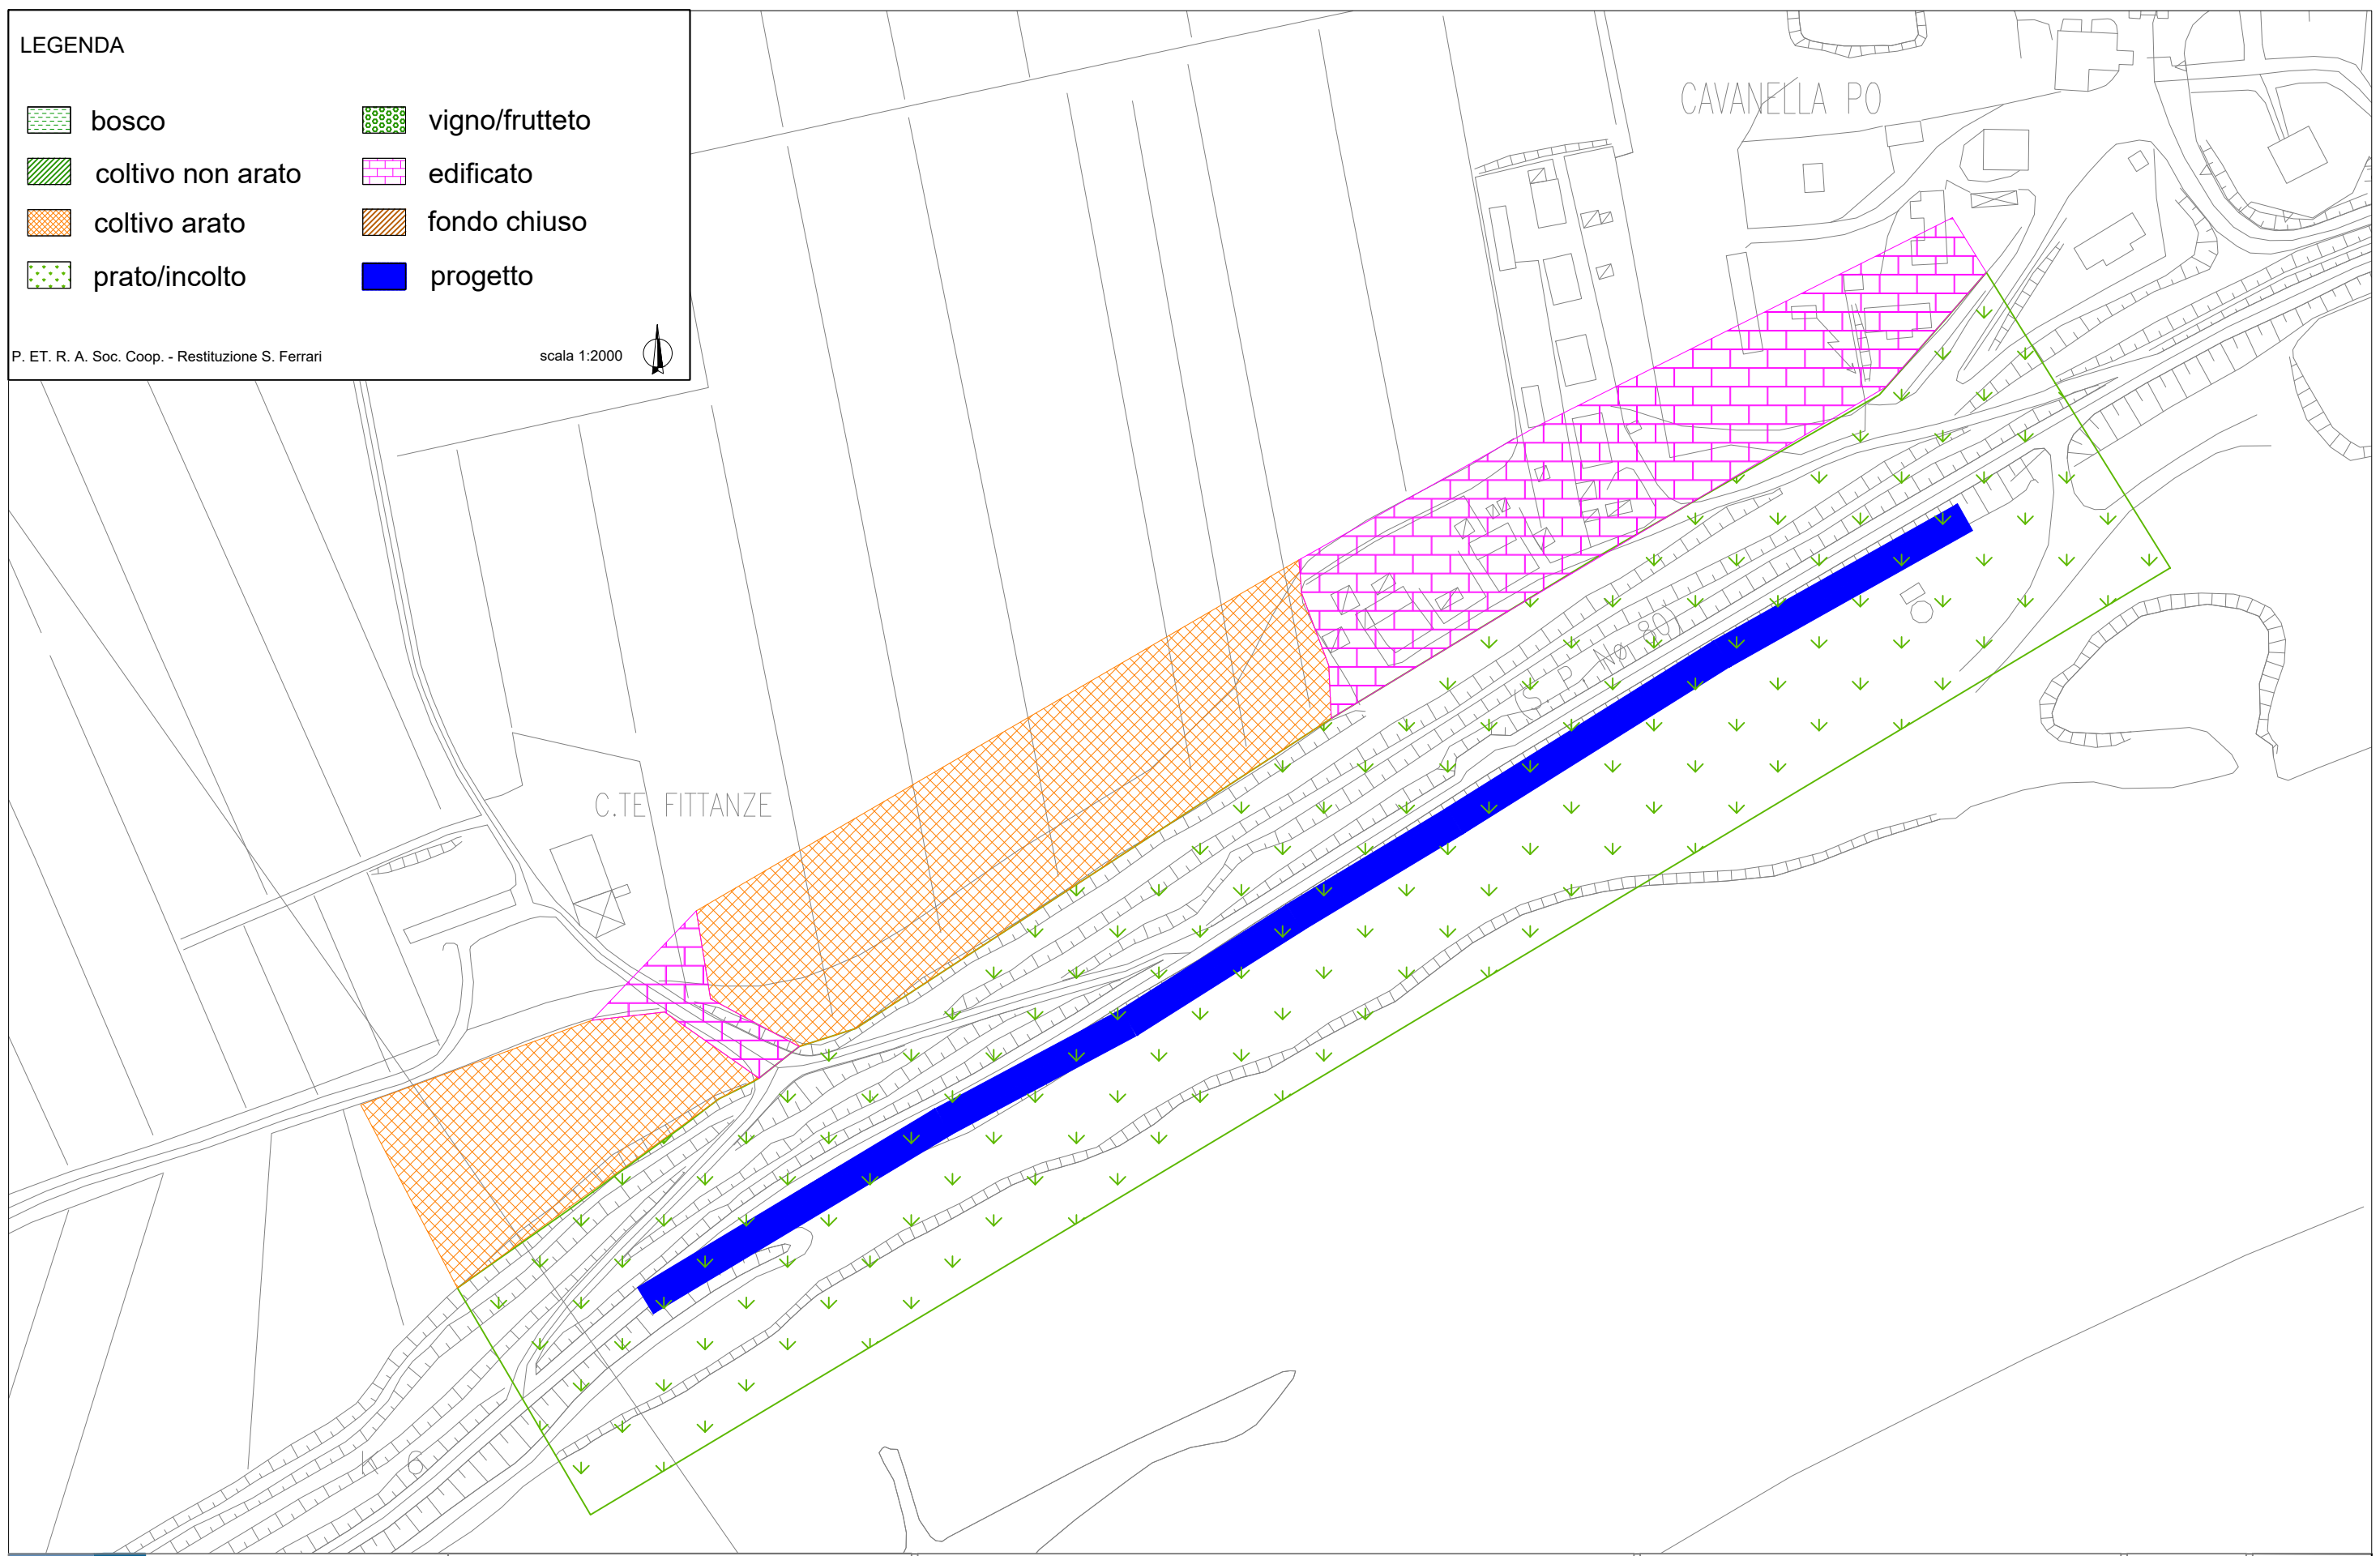 LEGENDA
bosco
vigno/frutteto
coltivo non arato
edificato
coltivo arato
fondo chiuso
prato/incolto
progetto
P. ET. R. A. Soc. Coop. - Restituzione S. Ferrari
scala 1:2000
CAVANELLA PO
(S. P. N° 80)
C.TE FITTANZE
K 6